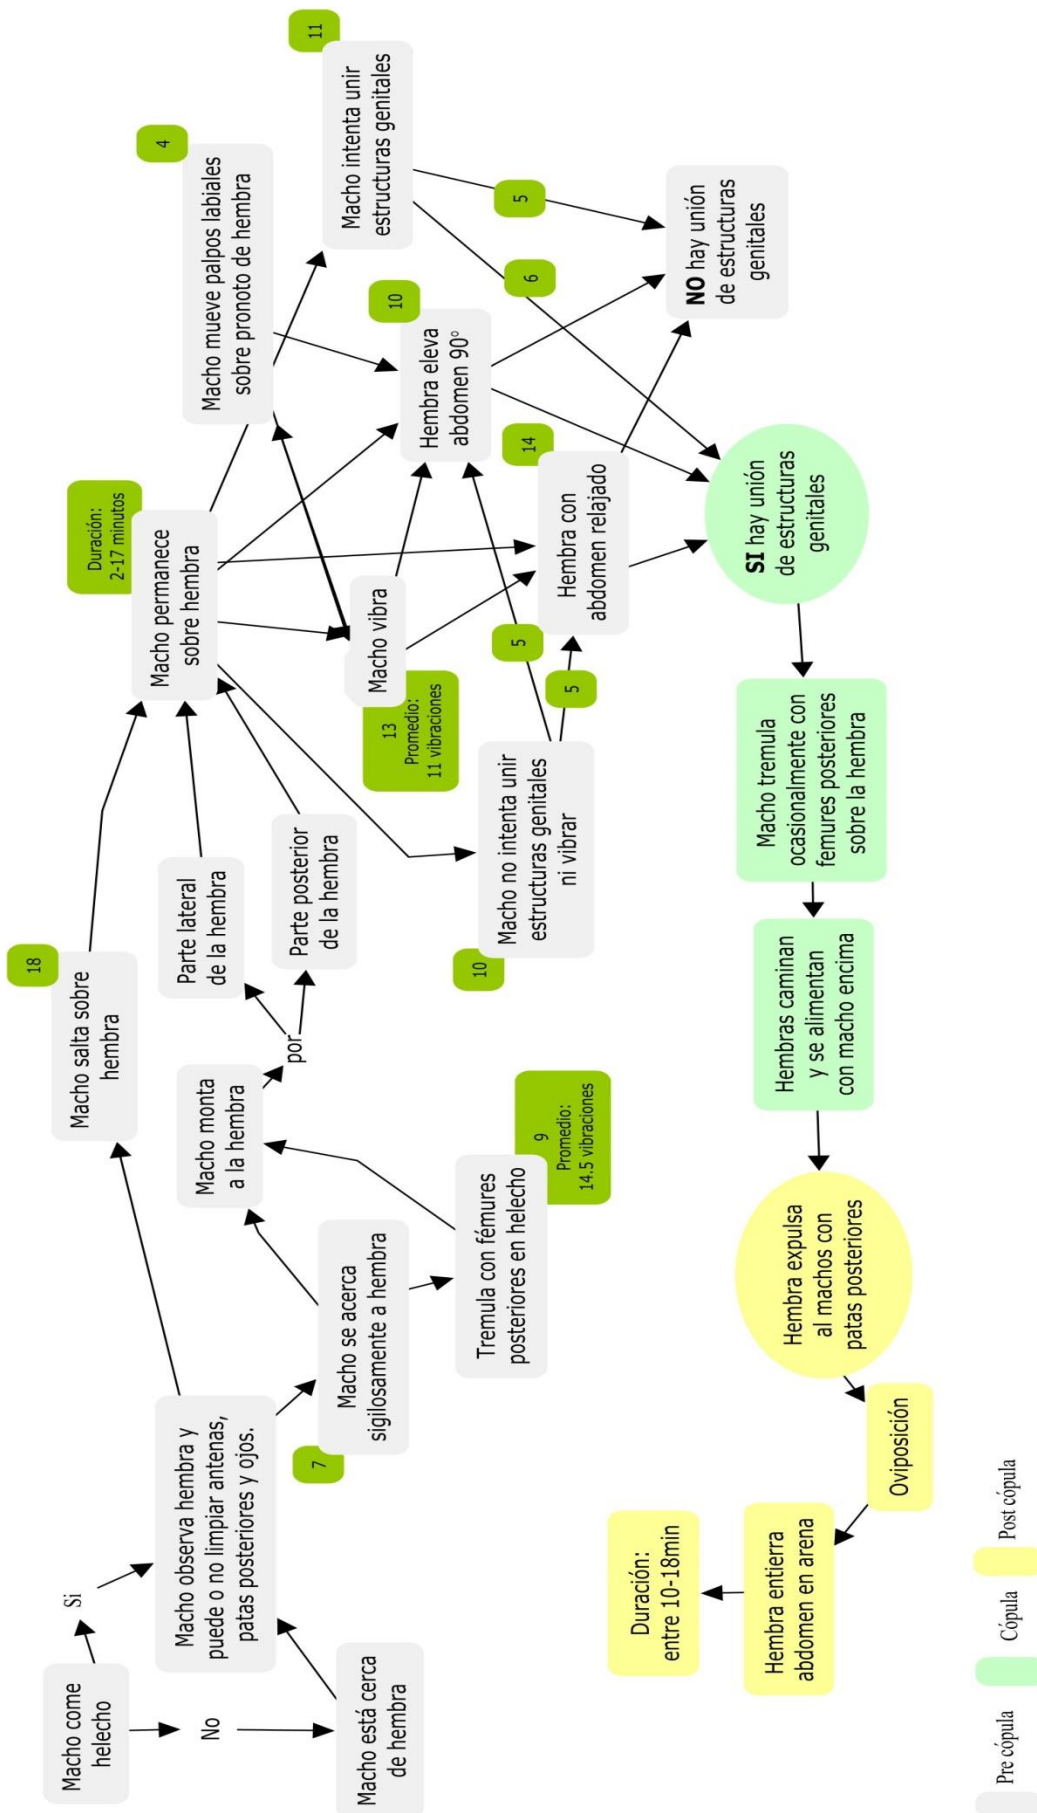 Macho come
helecho
Si
No
Macho está cerca
de hembra
Macho observa hembra y
puede o no limpiar antenas,
patas posteriores y ojos.
18
Macho salta sobre
hembra
7
Macho se acerca
sigilosamente a hembra
Tremula con fémures
posteriores en helecho
9
Promedio:
14.5 vibraciones
Macho monta
a la hembra
por
Parte lateral
de la hembra
Parte posterior
de la hembra
Duración:
2-17 minutos
Macho permanece
sobre hembra
10
Macho no intenta unir
estructuras genitales
ni vibrar
Macho vibra
13
Promedio:
11 vibraciones
4
Macho mueve palpos labiales
sobre pronoto de hembra
11
Macho intenta unir
estructuras genitales
10
Hembra eleva
abdomen 90°
14
Hembra con
abdomen relajado
5
5
5
6
NO hay unión
de estructuras
genitales
SI hay unión
de estructuras
genitales
Macho tremula
ocasionalmente con
femures posteriores
sobre la hembra
Hembras caminan
y se alimentan
con macho encima
Hembra expulsa
al machos con
patas posteriores
Oviposición
Hembra entierra
abdomen en arena
Duración:
entre 10-18min
Pre cópula
Cópula
Post cópula